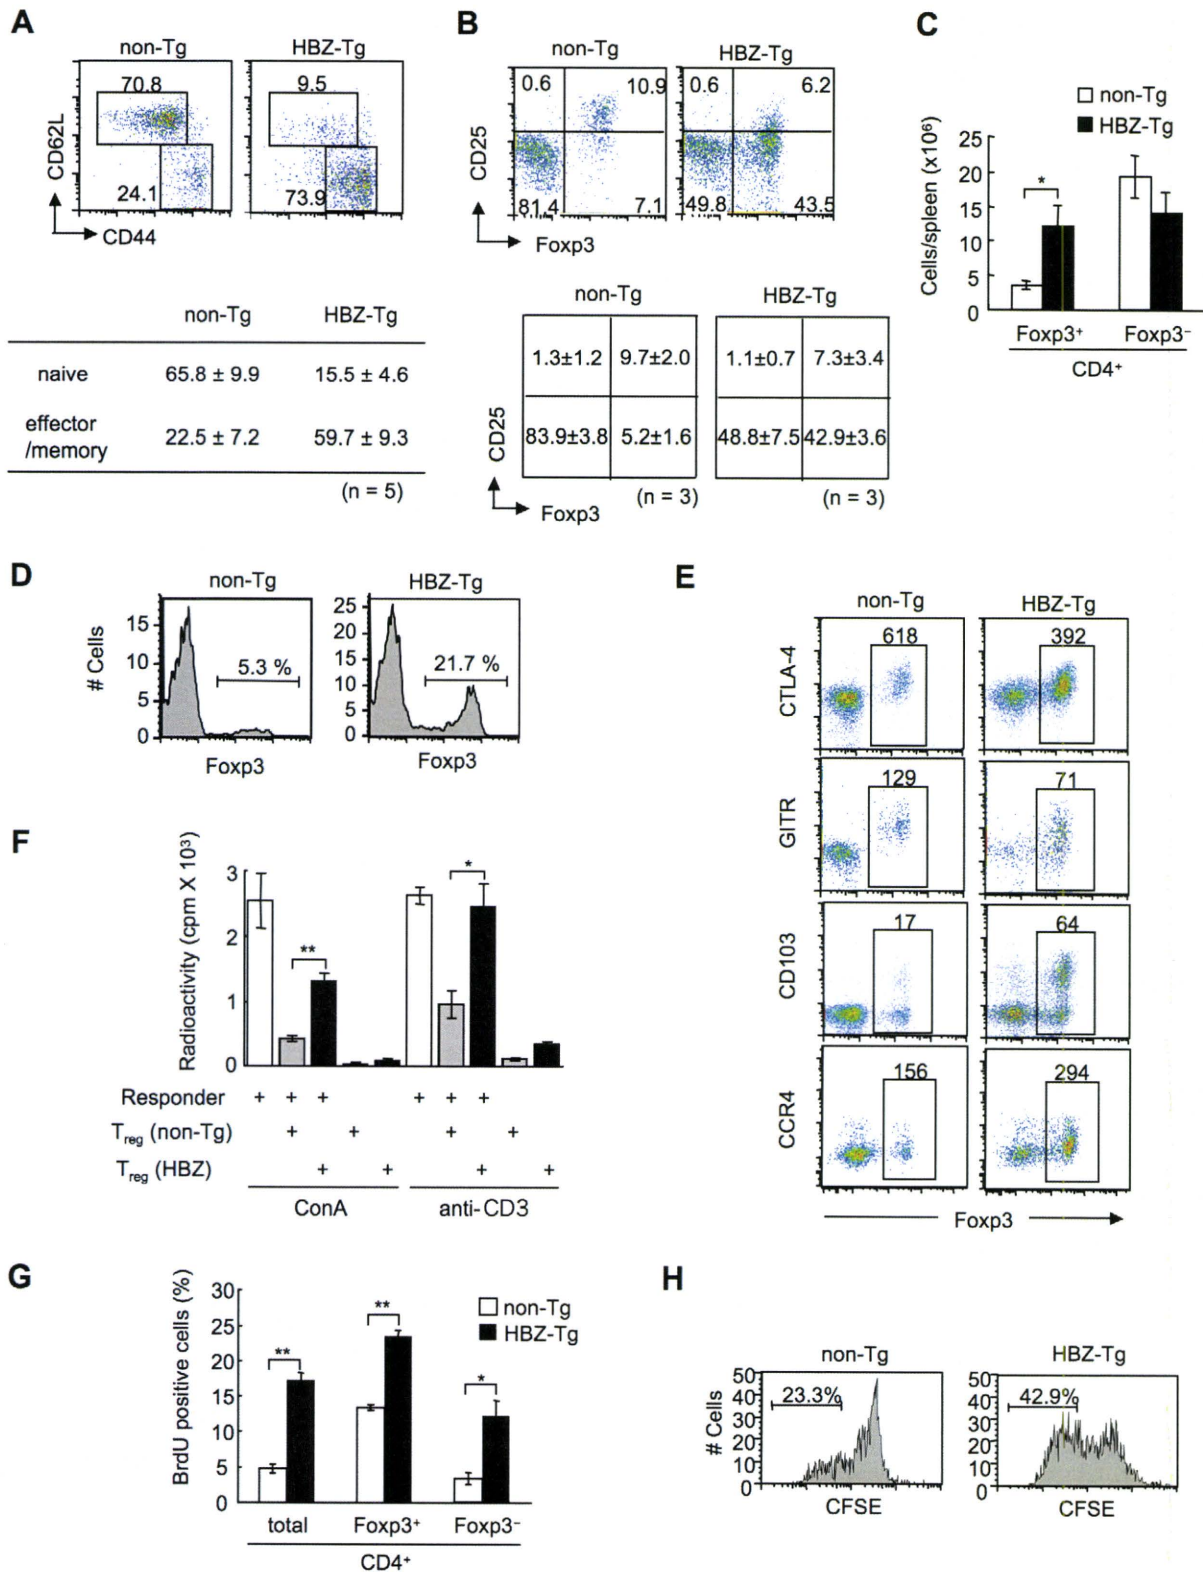 A
non-Tg HBZ-Tg
70.8 9.5
24.1 73.9
CD62L
CD44
non-Tg HBZ-Tg
naive 65.8 ± 9.9 15.5 ± 4.6
effector
/memory 22.5 ± 7.2 59.7 ± 9.3
(n = 5)
B
non-Tg HBZ-Tg
0.6 10.9 0.6 6.2
81.4 7.1 49.8 43.5
CD25
Foxp3
non-Tg HBZ-Tg
1.3±1.2 9.7±2.0 1.1±0.7 7.3±3.4
83.9±3.8 5.2±1.6 48.8±7.5 42.9±3.6
CD25
(n = 3) (n = 3)
Foxp3
C
non-Tg
HBZ-Tg
Cells/spleen (x10⁶)
25
20
15
10
5
0
*
Foxp3⁺ Foxp3⁻
CD4⁺
D
non-Tg HBZ-Tg
# Cells
15
10
5
0
5.3 %
25
20
15
10
5
0
21.7 %
Foxp3 Foxp3
E
non-Tg HBZ-Tg
CTLA-4
618 392
GITR
129 71
CD103
17 64
CCR4
156 294
Foxp3
F
Radioactivity (cpm X 10³)
3
2
1
0
** *
Responder + + + + + +
Treg (non-Tg) + + + +
Treg (HBZ) + + + +
ConA anti-CD3
G
BrdU positive cells (%)
30
25
20
15
10
5
0
non-Tg
HBZ-Tg
** ** *
total Foxp3⁺ Foxp3⁻
CD4⁺
H
non-Tg HBZ-Tg
# Cells
50
40
30
20
10
0
23.3%
50
40
30
20
10
0
42.9%
CFSE CFSE